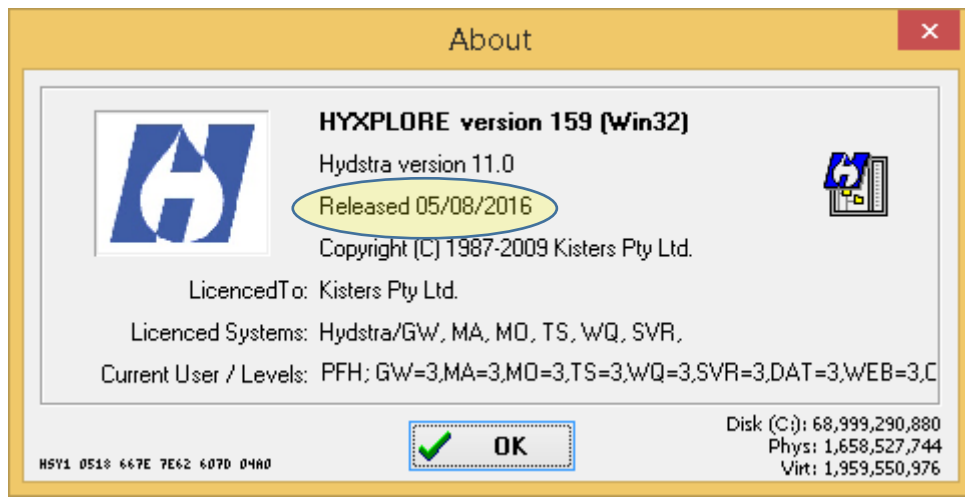 About
HYXPLORE version 159 (Win32)
Hydstra version 11.0
Released 05/08/2016
Copyright (C) 1987-2009 Kisters Pty Ltd.
LicencedTo: Kisters Pty Ltd.
Licenced Systems: Hydstra/GW, MA, MO, TS, WQ, SVR,
Current User / Levels: PFH; GW=3,MA=3,MO=3,TS=3,WQ=3,SVR=3,DAT=3,WEB=3,C
OK
Disk (C:): 68,999,290,880
Phys: 1,658,527,744
Virt: 1,959,550,976
HSY1 0518 667E 7E62 607D 04A0